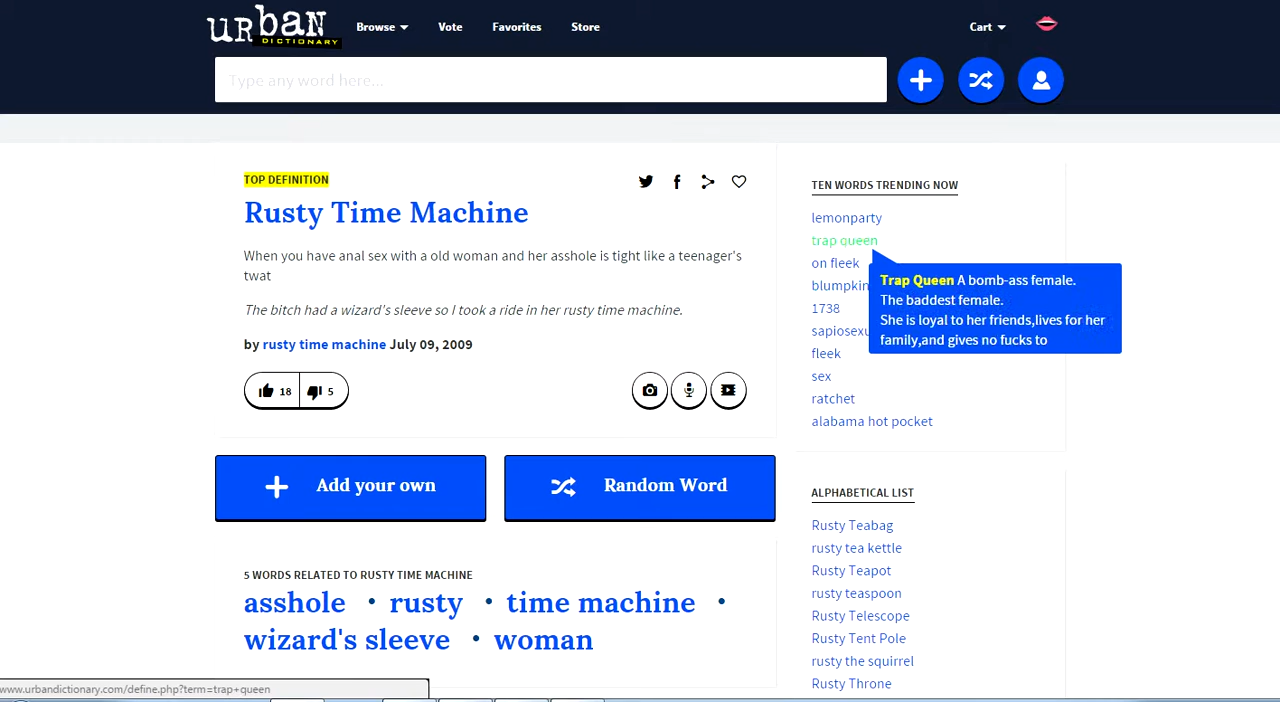 urban
DICTIONARY
Browse
Vote
Favorites
Store
Cart
Type any word here...
TOP DEFINITION
Rusty Time Machine
When you have anal sex with a old woman and her asshole is tight like a teenager's
twat
The bitch had a wizard's sleeve so I took a ride in her rusty time machine.
by rusty time machine July 09, 2009
18
5
Add your own
Random Word
5 WORDS RELATED TO RUSTY TIME MACHINE
asshole • rusty • time machine •
wizard's sleeve • woman
TEN WORDS TRENDING NOW
lemonparty
trap queen
on fleek
blumpkin
1738
fleek
sex
ratchet
alabama hot pocket
Trap Queen A bomb-ass female.
The baddest female.
She is loyal to her friends,lives for her
family,and gives no fucks to
ALPHABETICAL LIST
Rusty Teabag
rusty tea kettle
Rusty Teapot
rusty teaspoon
Rusty Telescope
Rusty Tent Pole
rusty the squirrel
Rusty Throne
www.urbandictionary.com/define.php?term=trap+queen